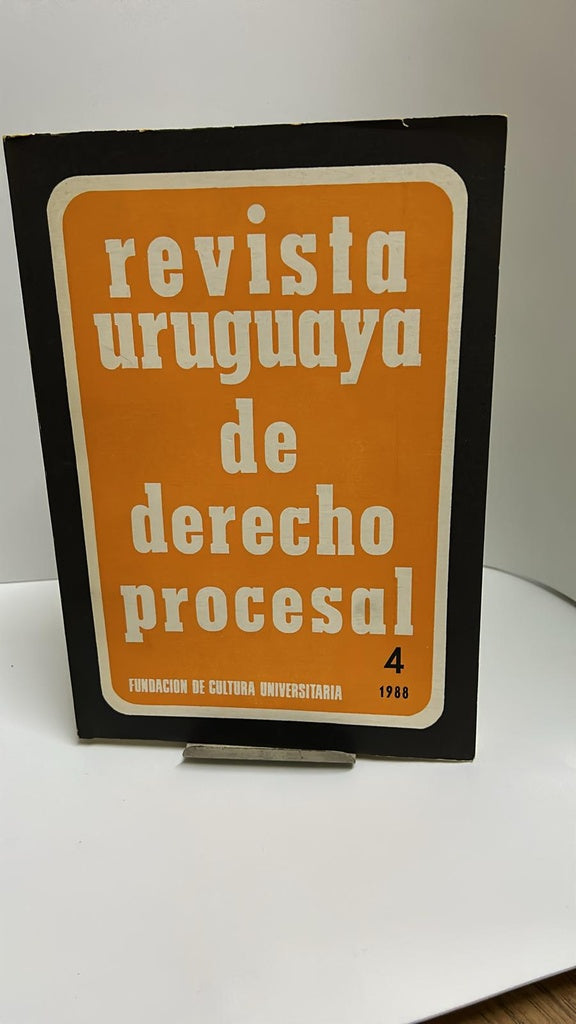 revista
uruguaya
de
derecho
procesal
4
FUNDACION DE CULTURA UNIVERSITARIA
1988